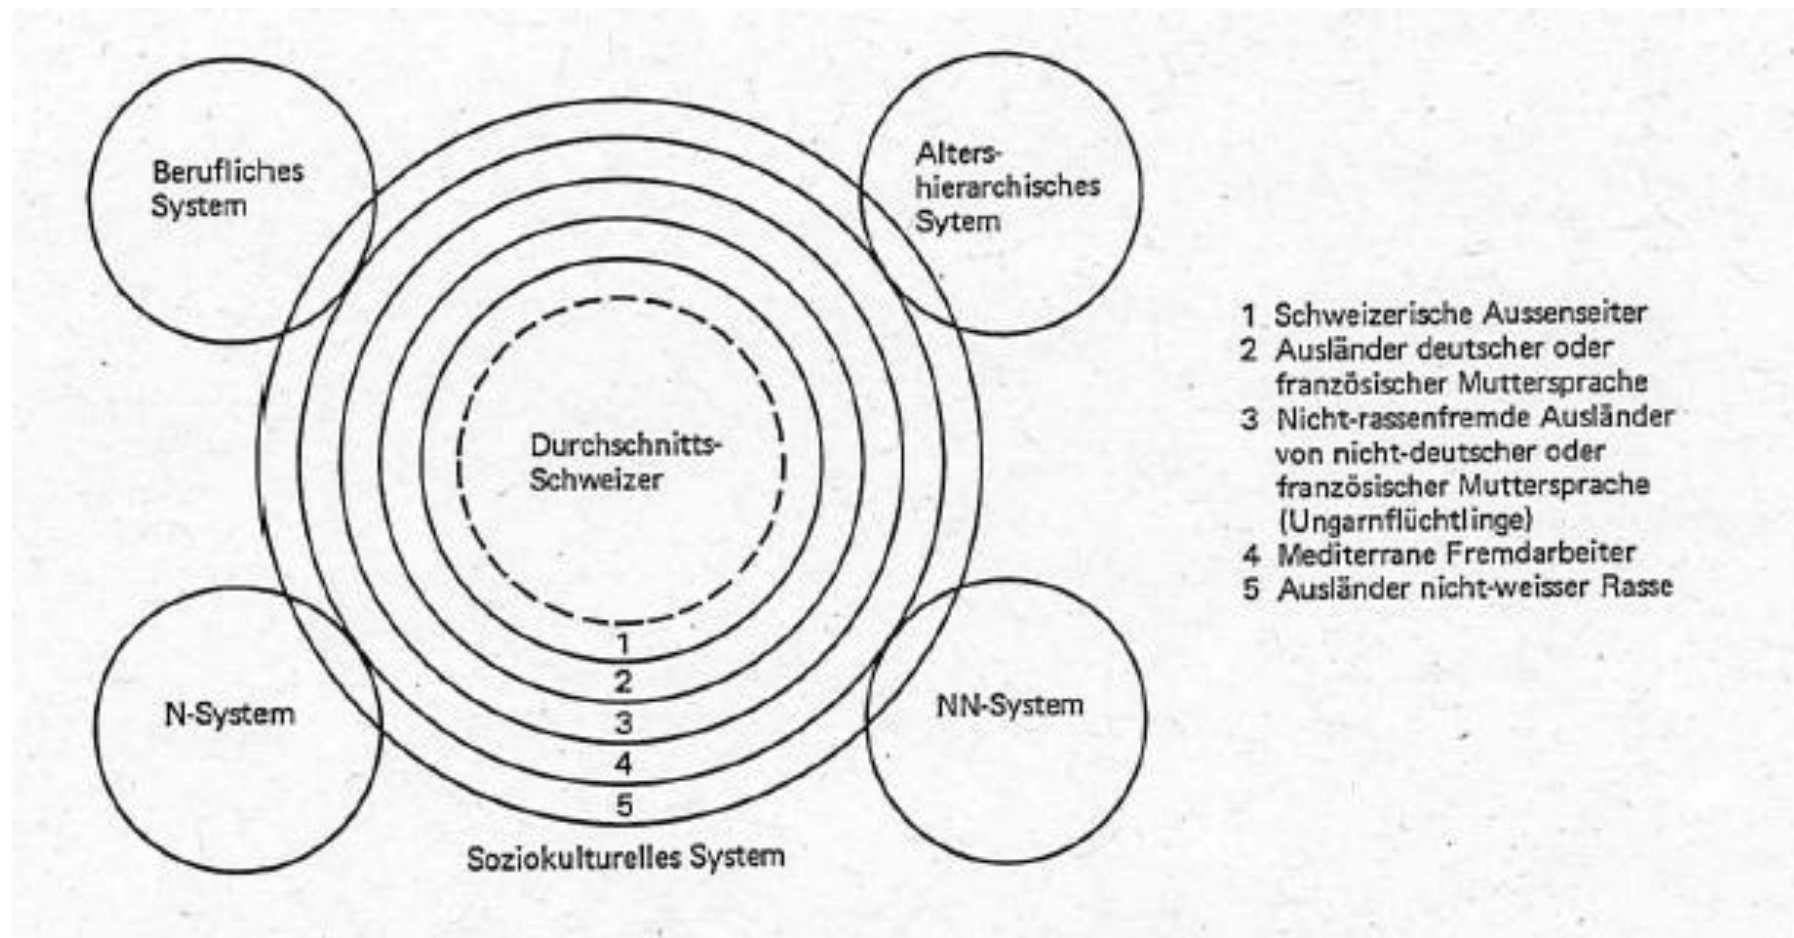 Berufliches
System
Alters-
hierarchisches
Sytem
Durchschnitts-
Schweizer
1
2
3
4
5
N-System
NN-System
Soziokulturelles System
1 Schweizerische Aussenseiter
2 Ausländer deutscher oder
französischer Muttersprache
3 Nicht-rassenfremde Ausländer
von nicht-deutscher oder
französischer Muttersprache
(Ungarnflüchtlinge)
4 Mediterrane Fremdarbeiter
5 Ausländer nicht-weisser Rasse